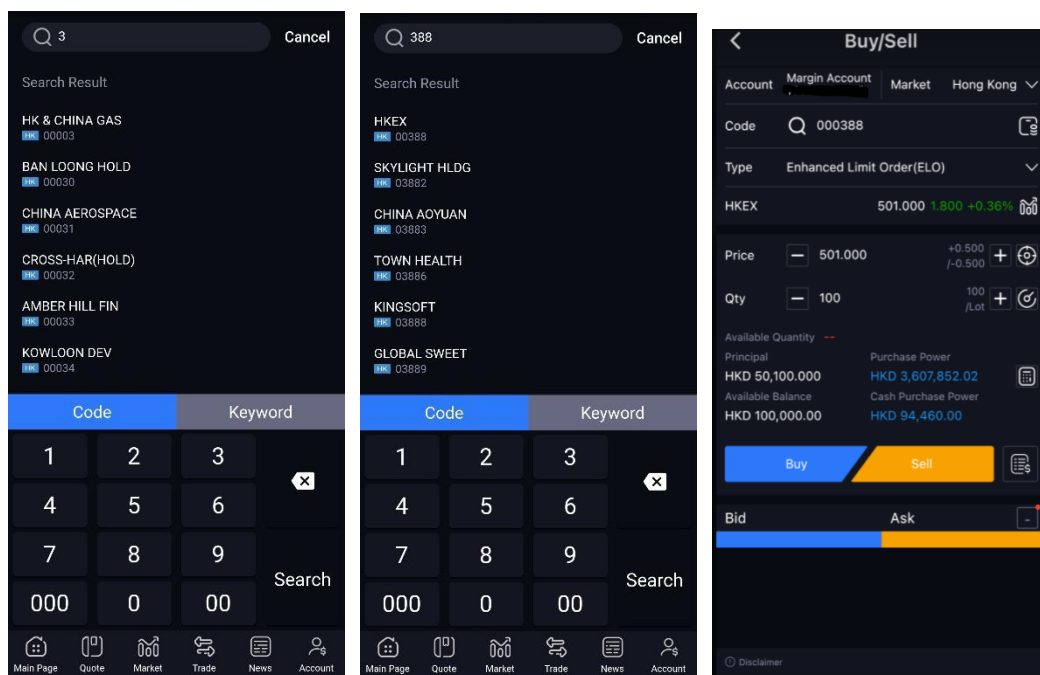 3
Cancel
Search Result
HK & CHINA GAS
HK 00003
BAN LOONG HOLD
HK 00030
CHINA AEROSPACE
HK 00031
CROSS-HAR(HOLD)
HK 00032
AMBER HILL FIN
HK 00033
KOWLOON DEV
HK 00034
Code Keyword
1 2 3
4 5 6
7 8 9
Search
000 0 00
Main Page Quote Market Trade News Account
388
Cancel
Search Result
HKEX
HK 00388
SKYLIGHT HLDG
HK 03882
CHINA AOYUAN
HK 03883
TOWN HEALTH
HK 03886
KINGSOFT
HK 03888
GLOBAL SWEET
HK 03889
Code Keyword
1 2 3
4 5 6
7 8 9
Search
000 0 00
Main Page Quote Market Trade News Account
Buy/Sell
Account Margin Account Market Hong Kong
Code 000388
Type Enhanced Limit Order(ELO)
HKEX 501.000 1.800 +0.36%
Price 501.000 +0.500 /-0.500
Qty 100 100 /Lot
Available Quantity --
Principal Purchase Power
HKD 50,100.000 HKD 3,607,852.02
Available Balance Cash Purchase Power
HKD 100,000.00 HKD 94,460.00
Buy Sell
Bid Ask
Disclaimer